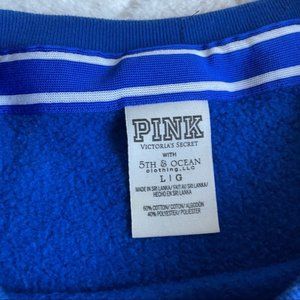 PINK
VICTORIA'S SECRET
WITH
5TH & OCEAN
clothing, LLC
L | G
MADE IN SRI LANKA/ FAIT AU SRI LANKA/
HECHO EN SRI LANKA
60% COTTON/ COTON/ ALGODÓN
40% POLYESTER/ POLIÉSTER